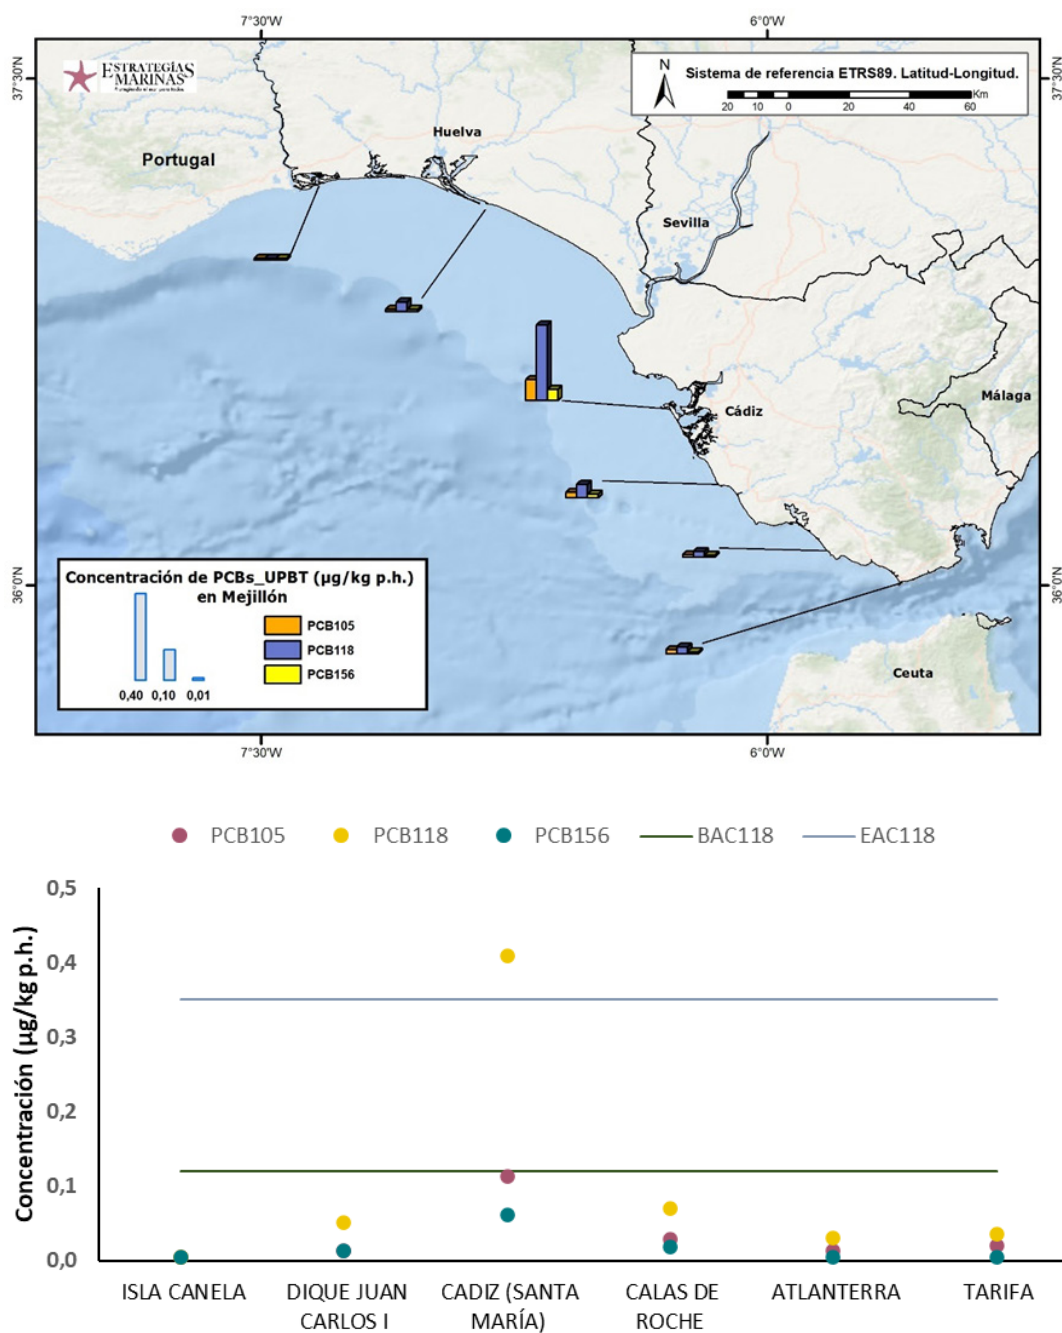 7°30'W
6°0'W
37°30'N
37°30'N
ESTRATEGIAS
MARINAS
N
Sistema de referencia ETRS89. Latitud-Longitud.
20 10 0 20 40 60 Km
Huelva
Portugal
Sevilla
Málaga
Cádiz
36°0'N
36°0'N
Concentración de PCBs_UPBT (µg/kg p.h.)
en Mejillón
PCB105
PCB118
PCB156
0,40 0,10 0,01
Ceuta
7°30'W
6°0'W
PCB105 PCB118 PCB156 BAC118 EAC118
Concentración (µg/kg p.h.)
0,5
0,4
0,3
0,2
0,1
0,0
ISLA CANELA
DIQUE JUAN
CARLOS I
CADIZ (SANTA
MARÍA)
CALAS DE
ROCHE
ATLANTERRA
TARIFA